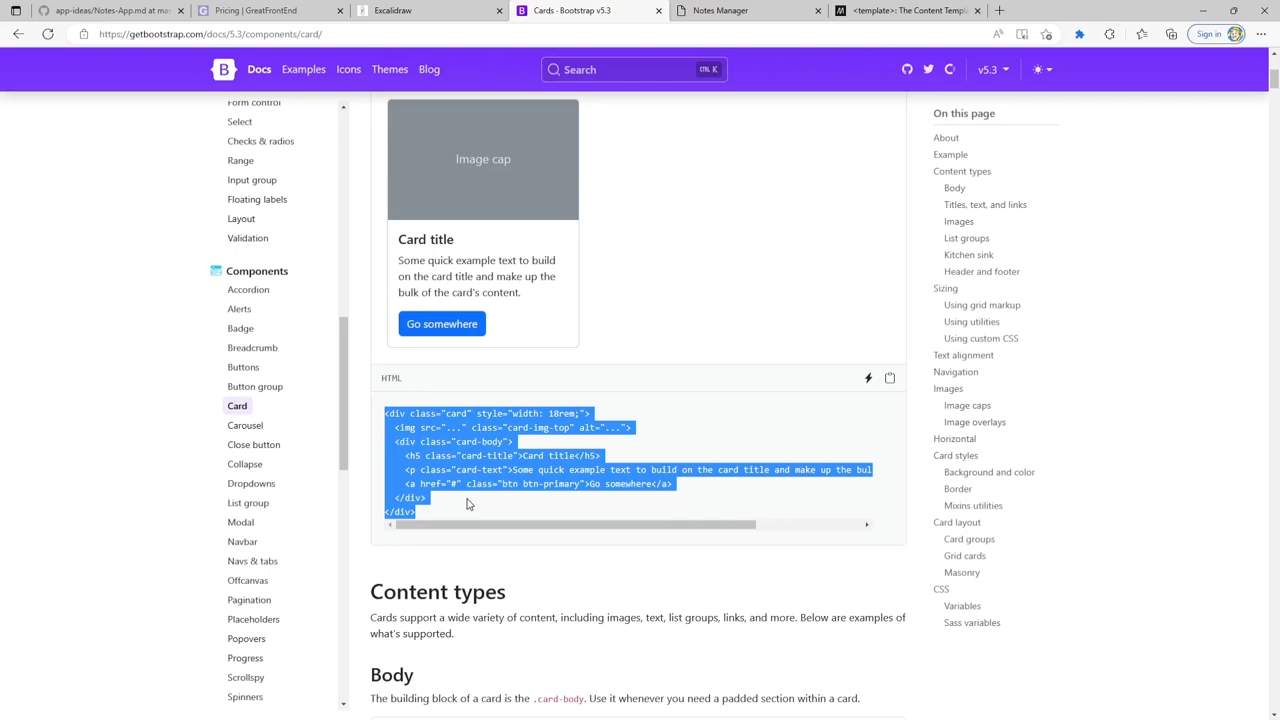 app-ideas/Notes-App.md at mas
Pricing | GreatFrontEnd
Excalidraw
Cards · Bootstrap v5.3
Notes Manager
<template>: The Content Templ
https://getbootstrap.com/docs/5.3/components/card/
Sign in
B
Docs
Examples
Icons
Themes
Blog
Search
CTRL K
v5.3
Form control
Select
Checks & radios
Range
Input group
Floating labels
Layout
Validation
Components
Accordion
Alerts
Badge
Breadcrumb
Buttons
Button group
Card
Carousel
Close button
Collapse
Dropdowns
List group
Modal
Navbar
Navs & tabs
Offcanvas
Pagination
Placeholders
Popovers
Progress
Scrollspy
Spinners
Image cap
Card title
Some quick example text to build
on the card title and make up the
bulk of the card's content.
Go somewhere
HTML
<div class="card" style="width: 18rem;">
<img src="..." class="card-img-top" alt="...">
<div class="card-body">
<h5 class="card-title">Card title</h5>
<p class="card-text">Some quick example text to build on the card title and make up the bul
<a href="#" class="btn btn-primary">Go somewhere</a>
</div>
</div>
Content types
Cards support a wide variety of content, including images, text, list groups, links, and more. Below are examples of
what's supported.
Body
The building block of a card is the .card-body. Use it whenever you need a padded section within a card.
On this page
About
Example
Content types
Body
Titles, text, and links
Images
List groups
Kitchen sink
Header and footer
Sizing
Using grid markup
Using utilities
Using custom CSS
Text alignment
Navigation
Images
Image caps
Image overlays
Horizontal
Card styles
Background and color
Border
Mixins utilities
Card layout
Card groups
Grid cards
Masonry
CSS
Variables
Sass variables